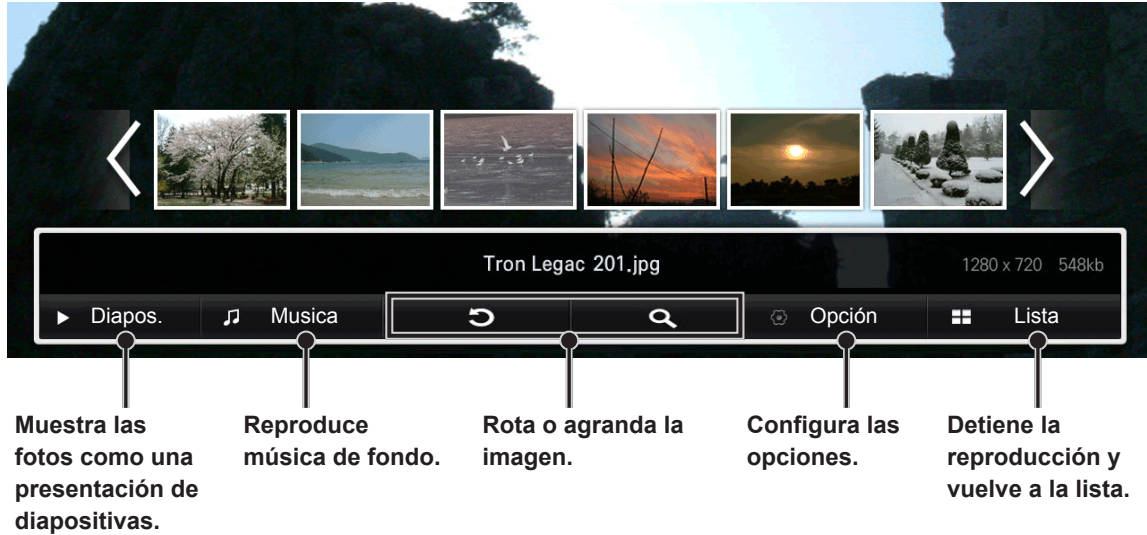 Tron Legac 201.jpg
1280 x 720 548kb
Diapos. Musica Opción Lista
Muestra las
fotos como una
presentación de
diapositivas.
Reproduce
música de fondo.
Rota o agranda la
imagen.
Configura las
opciones.
Detiene la
reproducción y
vuelve a la lista.